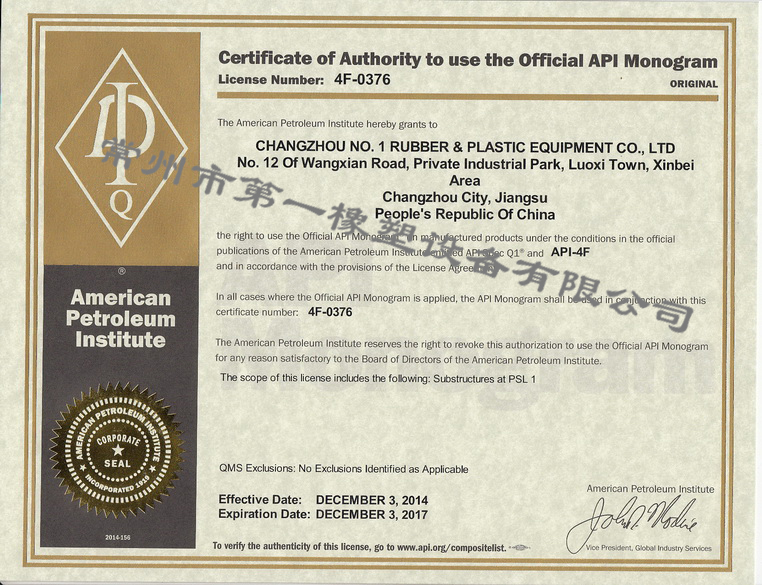 Certificate of Authority to use the Official API Monogram
License Number: 4F-0376
ORIGINAL
The American Petroleum Institute hereby grants to
CHANGZHOU NO. 1 RUBBER & PLASTIC EQUIPMENT CO., LTD
No. 12 Of Wangxian Road, Private Industrial Park, Luoxi Town, Xinbei
Area
Changzhou City, Jiangsu
People's Republic Of China
the right to use the Official API Monogram® on manufactured products under the conditions in the official
publications of the American Petroleum Institute entitled API Spec Q1® and API-4F
and in accordance with the provisions of the License Agreement.
In all cases where the Official API Monogram is applied, the API Monogram shall be used in conjunction with this
certificate number: 4F-0376
The American Petroleum Institute reserves the right to revoke this authorization to use the Official API Monogram
for any reason satisfactory to the Board of Directors of the American Petroleum Institute.
The scope of this license includes the following: Substructures at PSL 1
QMS Exclusions: No Exclusions Identified as Applicable
Effective Date: DECEMBER 3, 2014
Expiration Date: DECEMBER 3, 2017
To verify the authenticity of this license, go to www.api.org/compositelist.
American Petroleum Institute
Vice President, Global Industry Services
Q
®
American
Petroleum
Institute
AMERICAN PETROLEUM INSTITUTE
CORPORATE
SEAL
INCORPORATED 1919
2014-156
常州市第一橡塑设备有限公司